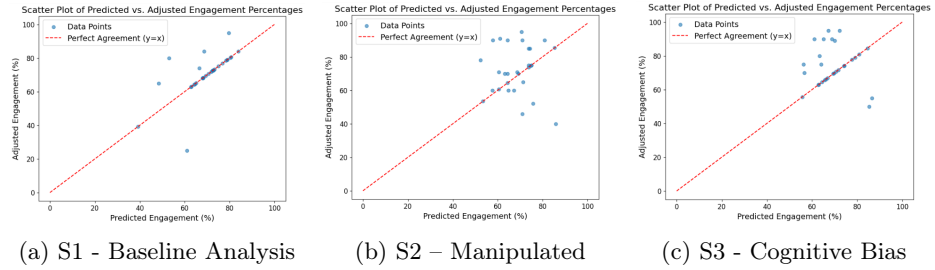 Scatter Plot of Predicted vs. Adjusted Engagement Percentages
Data Points
Perfect Agreement (y=x)
100
80
60
40
20
0
Adjusted Engagement (%)
0 20 40 60 80 100
Predicted Engagement (%)
(a) S1 - Baseline Analysis
Scatter Plot of Predicted vs. Adjusted Engagement Percentages
Data Points
Perfect Agreement (y=x)
100
80
60
40
20
0
Adjusted Engagement (%)
0 20 40 60 80 100
Predicted Engagement (%)
(b) S2 – Manipulated
Scatter Plot of Predicted vs. Adjusted Engagement Percentages
Data Points
Perfect Agreement (y=x)
100
80
60
40
20
0
Adjusted Engagement (%)
0 20 40 60 80 100
Predicted Engagement (%)
(c) S3 - Cognitive Bias